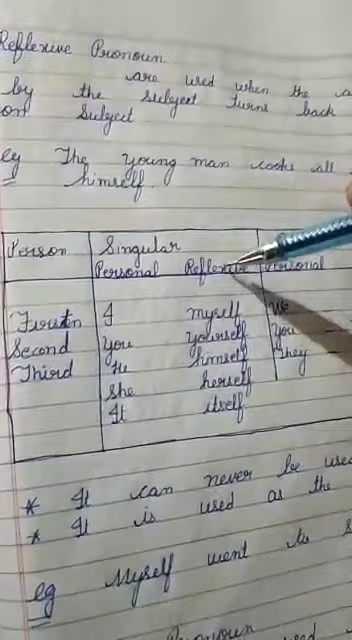 Reflexive Pronoun
are used when the
by the subject turns back
on subject
eg The young man cooks all
himself.
Person Singular
Personal Reflexive Personal
I myself We
Second you yourself You
Third He himself They
She herself
It itself
* It can never be used
* It is used as the
eg Myself went to
Pronoun